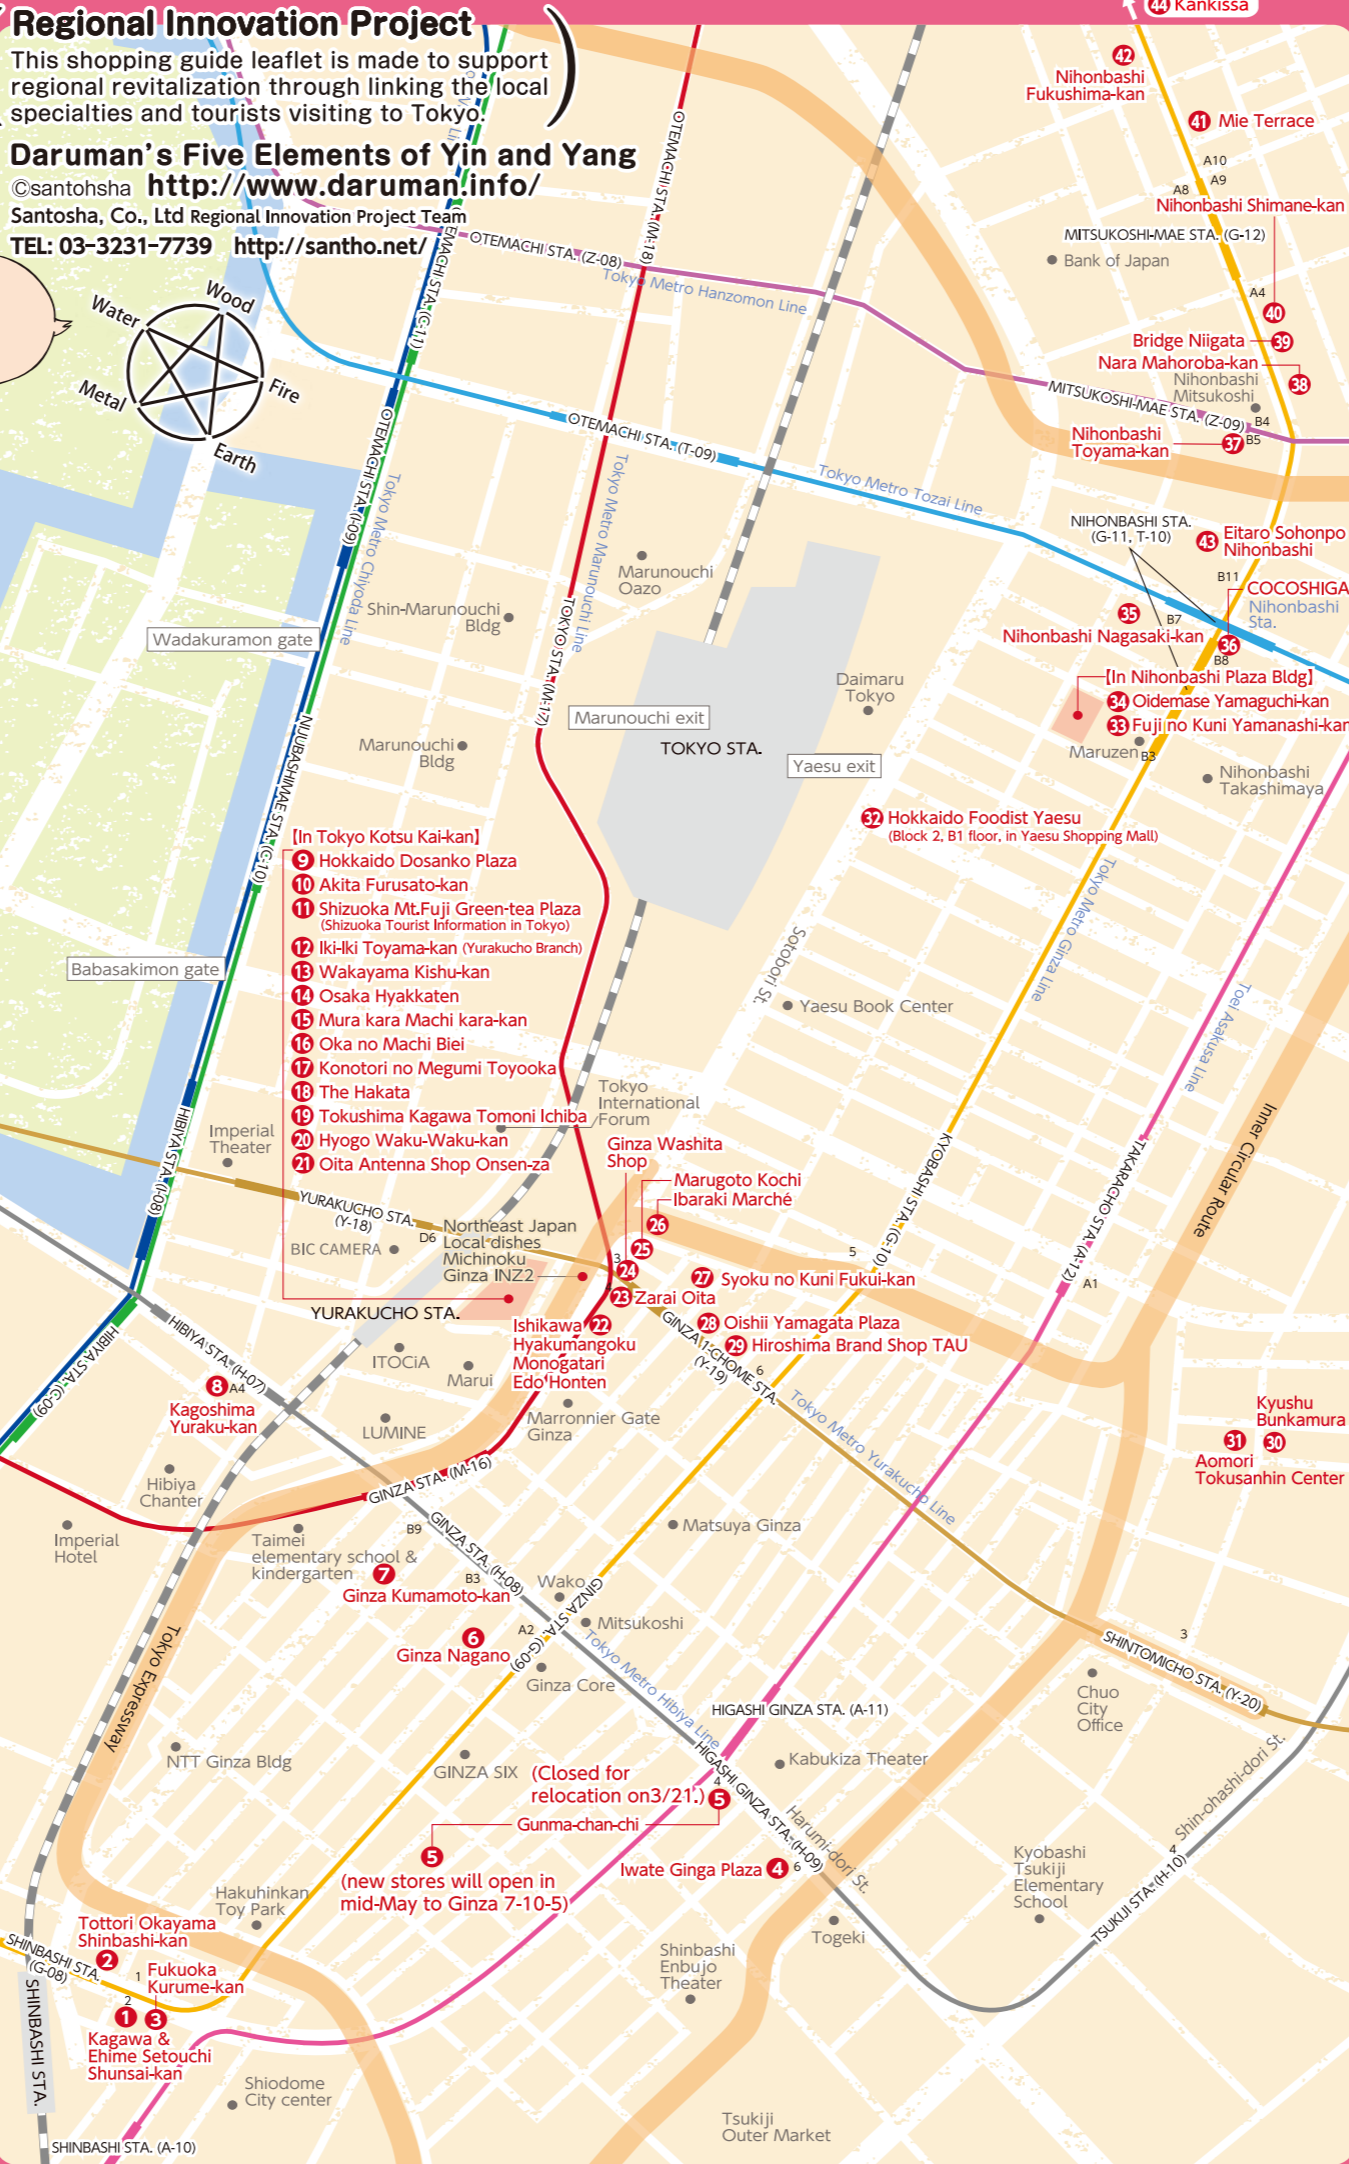 44 Kankissa
Regional Innovation Project
This shopping guide leaflet is made to support
regional revitalization through linking the local
specialties and tourists visiting to Tokyo.
Daruman's Five Elements of Yin and Yang
©santohsha http://www.daruman.info/
Santosha, Co., Ltd Regional Innovation Project Team
TEL: 03-3231-7739 http://santho.net/
Wood
Water
Fire
Metal
Earth
42
Nihonbashi
Fukushima-kan
41 Mie Terrace
A10
A9
A8
Nihonbashi Shimane-kan
MITSUKOSHI-MAE STA. (G-12)
Bank of Japan
A4
40
Bridge Niigata 39
Nara Mahoroba-kan
38
Nihonbashi
Mitsukoshi
MITSUKOSHI-MAE STA. (Z-09)
B4
B5
Nihonbashi
Toyama-kan
37
OTEMACHI STA. (M-18)
OTEMACHI STA. (Z-08)
Tokyo Metro Hanzomon Line
OTEMACHI STA. (C-11)
OTEMACHI STA. (T-09)
Tokyo Metro Tozai Line
OTEMACHI STA. (I-09)
Tokyo Metro Chiyoda Line
Tokyo Metro Marunouchi Line
NIHONBASHI STA.
(G-11, T-10)
43 Eitaro Sohonpo
Nihonbashi
B11
COCOSHIGA
Nihonbashi
Sta.
35
B7
Nihonbashi Nagasaki-kan
36
B8
[In Nihonbashi Plaza Bldg]
34 Oidemase Yamaguchi-kan
33 Fuji no Kuni Yamanashi-kan
Maruzen
B3
Nihonbashi
Takashimaya
Marunouchi
Oazo
Shin-Marunouchi
Bldg
Wadakuramon gate
TOKYO STA. (M-17)
Daimaru
Tokyo
Marunouchi exit
TOKYO STA.
Yaesu exit
Marunouchi
Bldg
NIJUBASHIMAE STA. (C-10)
32 Hokkaido Foodist Yaesu
(Block 2, B1 floor, in Yaesu Shopping Mall)
Tokyo Metro Ginza Line
Sotobori St.
Yaesu Book Center
Toei Asakusa Line
Babasakimon gate
[In Tokyo Kotsu Kai-kan]
9 Hokkaido Dosanko Plaza
10 Akita Furusato-kan
11 Shizuoka Mt.Fuji Green-tea Plaza
(Shizuoka Tourist Information in Tokyo)
12 Iki-Iki Toyama-kan (Yurakucho Branch)
13 Wakayama Kishu-kan
14 Osaka Hyakkaten
15 Mura kara Machi kara-kan
16 Oka no Machi Biei
17 Konotori no Megumi Toyooka
18 The Hakata
19 Tokushima Kagawa Tomoni Ichiba
20 Hyogo Waku-Waku-kan
21 Oita Antenna Shop Onsen-za
Tokyo
International
Forum
HIBIYA STA. (I-08)
Imperial
Theater
YURAKUCHO STA.
(Y-18)
D6
BIC CAMERA
Northeast Japan
Local dishes
Michinoku
Ginza INZ2
YURAKUCHO STA.
Ginza Washita
Shop
Marugoto Kochi
Ibaraki Marché
26
25
3
24
23 Zarai Oita
27 Syoku no Kuni Fukui-kan
28 Oishii Yamagata Plaza
29 Hiroshima Brand Shop TAU
Ishikawa 22
Hyakumangoku
Monogatari
Edo Honten
GINZA 1-CHOME STA.
(Y-19)
6
5
KYOBASHI STA. (G-10)
TAKARACHO STA. (A-12)
A1
Inner Circular Route
HIBIYA STA. (C-09)
HIBIYA STA. (H-07)
8 A4
Kagoshima
Yuraku-kan
ITOCiA
Marui
LUMINE
Marronnier Gate
Ginza
Tokyo Metro Yurakucho Line
Kyushu
Bunkamura
31 30
Aomori
Tokusanhin Center
Hibiya
Chanter
GINZA STA. (M-16)
Imperial
Hotel
Taimei
elementary school &
kindergarten
B9
GINZA STA. (H-08)
7
B3
Ginza Kumamoto-kan
Matsuya Ginza
Wako
Mitsukoshi
GINZA STA. (G-09)
A2
6
Ginza Nagano
Ginza Core
Tokyo Metro Hibiya Line
Tokyo Expressway
NTT Ginza Bldg
GINZA SIX
HIGASHI GINZA STA. (A-11)
Kabukiza Theater
HIGASHI GINZA STA. (H-09)
Harumi-dori St.
(Closed for
relocation on3/21.)
4
5
Gunma-chan-chi
5
(new stores will open in
mid-May to Ginza 7-10-5)
Iwate Ginga Plaza 4 6
3
SHINTOMICHO STA. (Y-20)
Chuo
City
Office
Shin-ohashi-dori St.
4
TSUKIJI STA. (H-10)
Kyobashi
Tsukiji
Elementary
School
Togeki
Shinbashi
Enbujo
Theater
Hakuhinkan
Toy Park
Tottori Okayama
Shinbashi-kan
2
SHINBASHI STA.
(G-08)
1
Fukuoka
Kurume-kan
2
1 3
Kagawa &
Ehime Setouchi
Shunsai-kan
SHINBASHI STA.
Shiodome
City center
SHINBASHI STA. (A-10)
Tsukiji
Outer Market